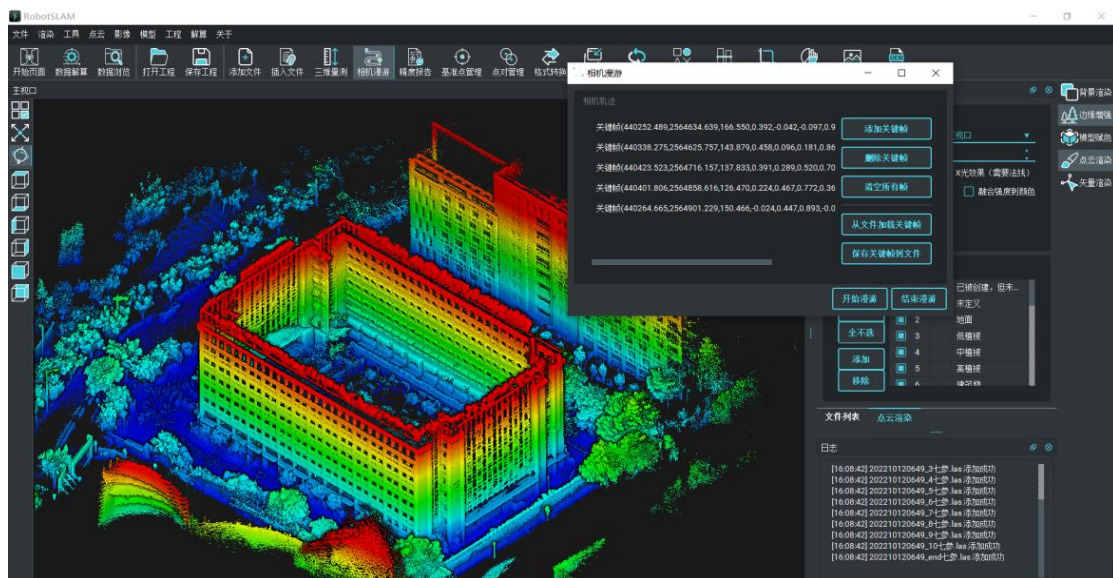 RobotSLAM
文件 渲染 工具 点云 影像 模型 工程 解算 关于
开始页面 数据解算 数据浏览 打开工程 保存工程 添加文件 插入文件 三维量测 相机漫游 精度报告 基准点管理 点对管理 格式转换
主视口
相机漫游
相机轨迹
关键帧(440252.489,2564634.639,166.550,0.392,-0.042,-0.097,0.9
关键帧(440338.275,2564625.757,143.879,0.458,0.096,0.181,0.86
关键帧(440423.523,2564716.157,137.833,0.391,0.289,0.520,0.70
关键帧(440401.806,2564858.616,126.470,0.224,0.467,0.772,0.36
关键帧(440264.665,2564901.229,150.466,-0.024,0.447,0.893,-0.0
添加关键帧
删除关键帧
清空所有帧
从文件加载关键帧
保存关键帧到文件
开始漫游 结束漫游
背景渲染
边缘增强
模型赋色
点云渲染
矢量渲染
视口
X光效果（需要法线）
融合强度到颜色
已被创建，但未...
未定义
2 地面
全不选 3 低植被
4 中植被
添加 5 高植被
移除 6 建筑物
文件列表 点云渲染
日志
[16:08:42] 202210120649_3七参.las 添加成功
[16:08:42] 202210120649_4七参.las 添加成功
[16:08:42] 202210120649_5七参.las 添加成功
[16:08:42] 202210120649_6七参.las 添加成功
[16:08:42] 202210120649_7七参.las 添加成功
[16:08:42] 202210120649_8七参.las 添加成功
[16:08:42] 202210120649_9七参.las 添加成功
[16:08:42] 202210120649_10七参.las 添加成功
[16:08:42] 202210120649_end七参.las 添加成功